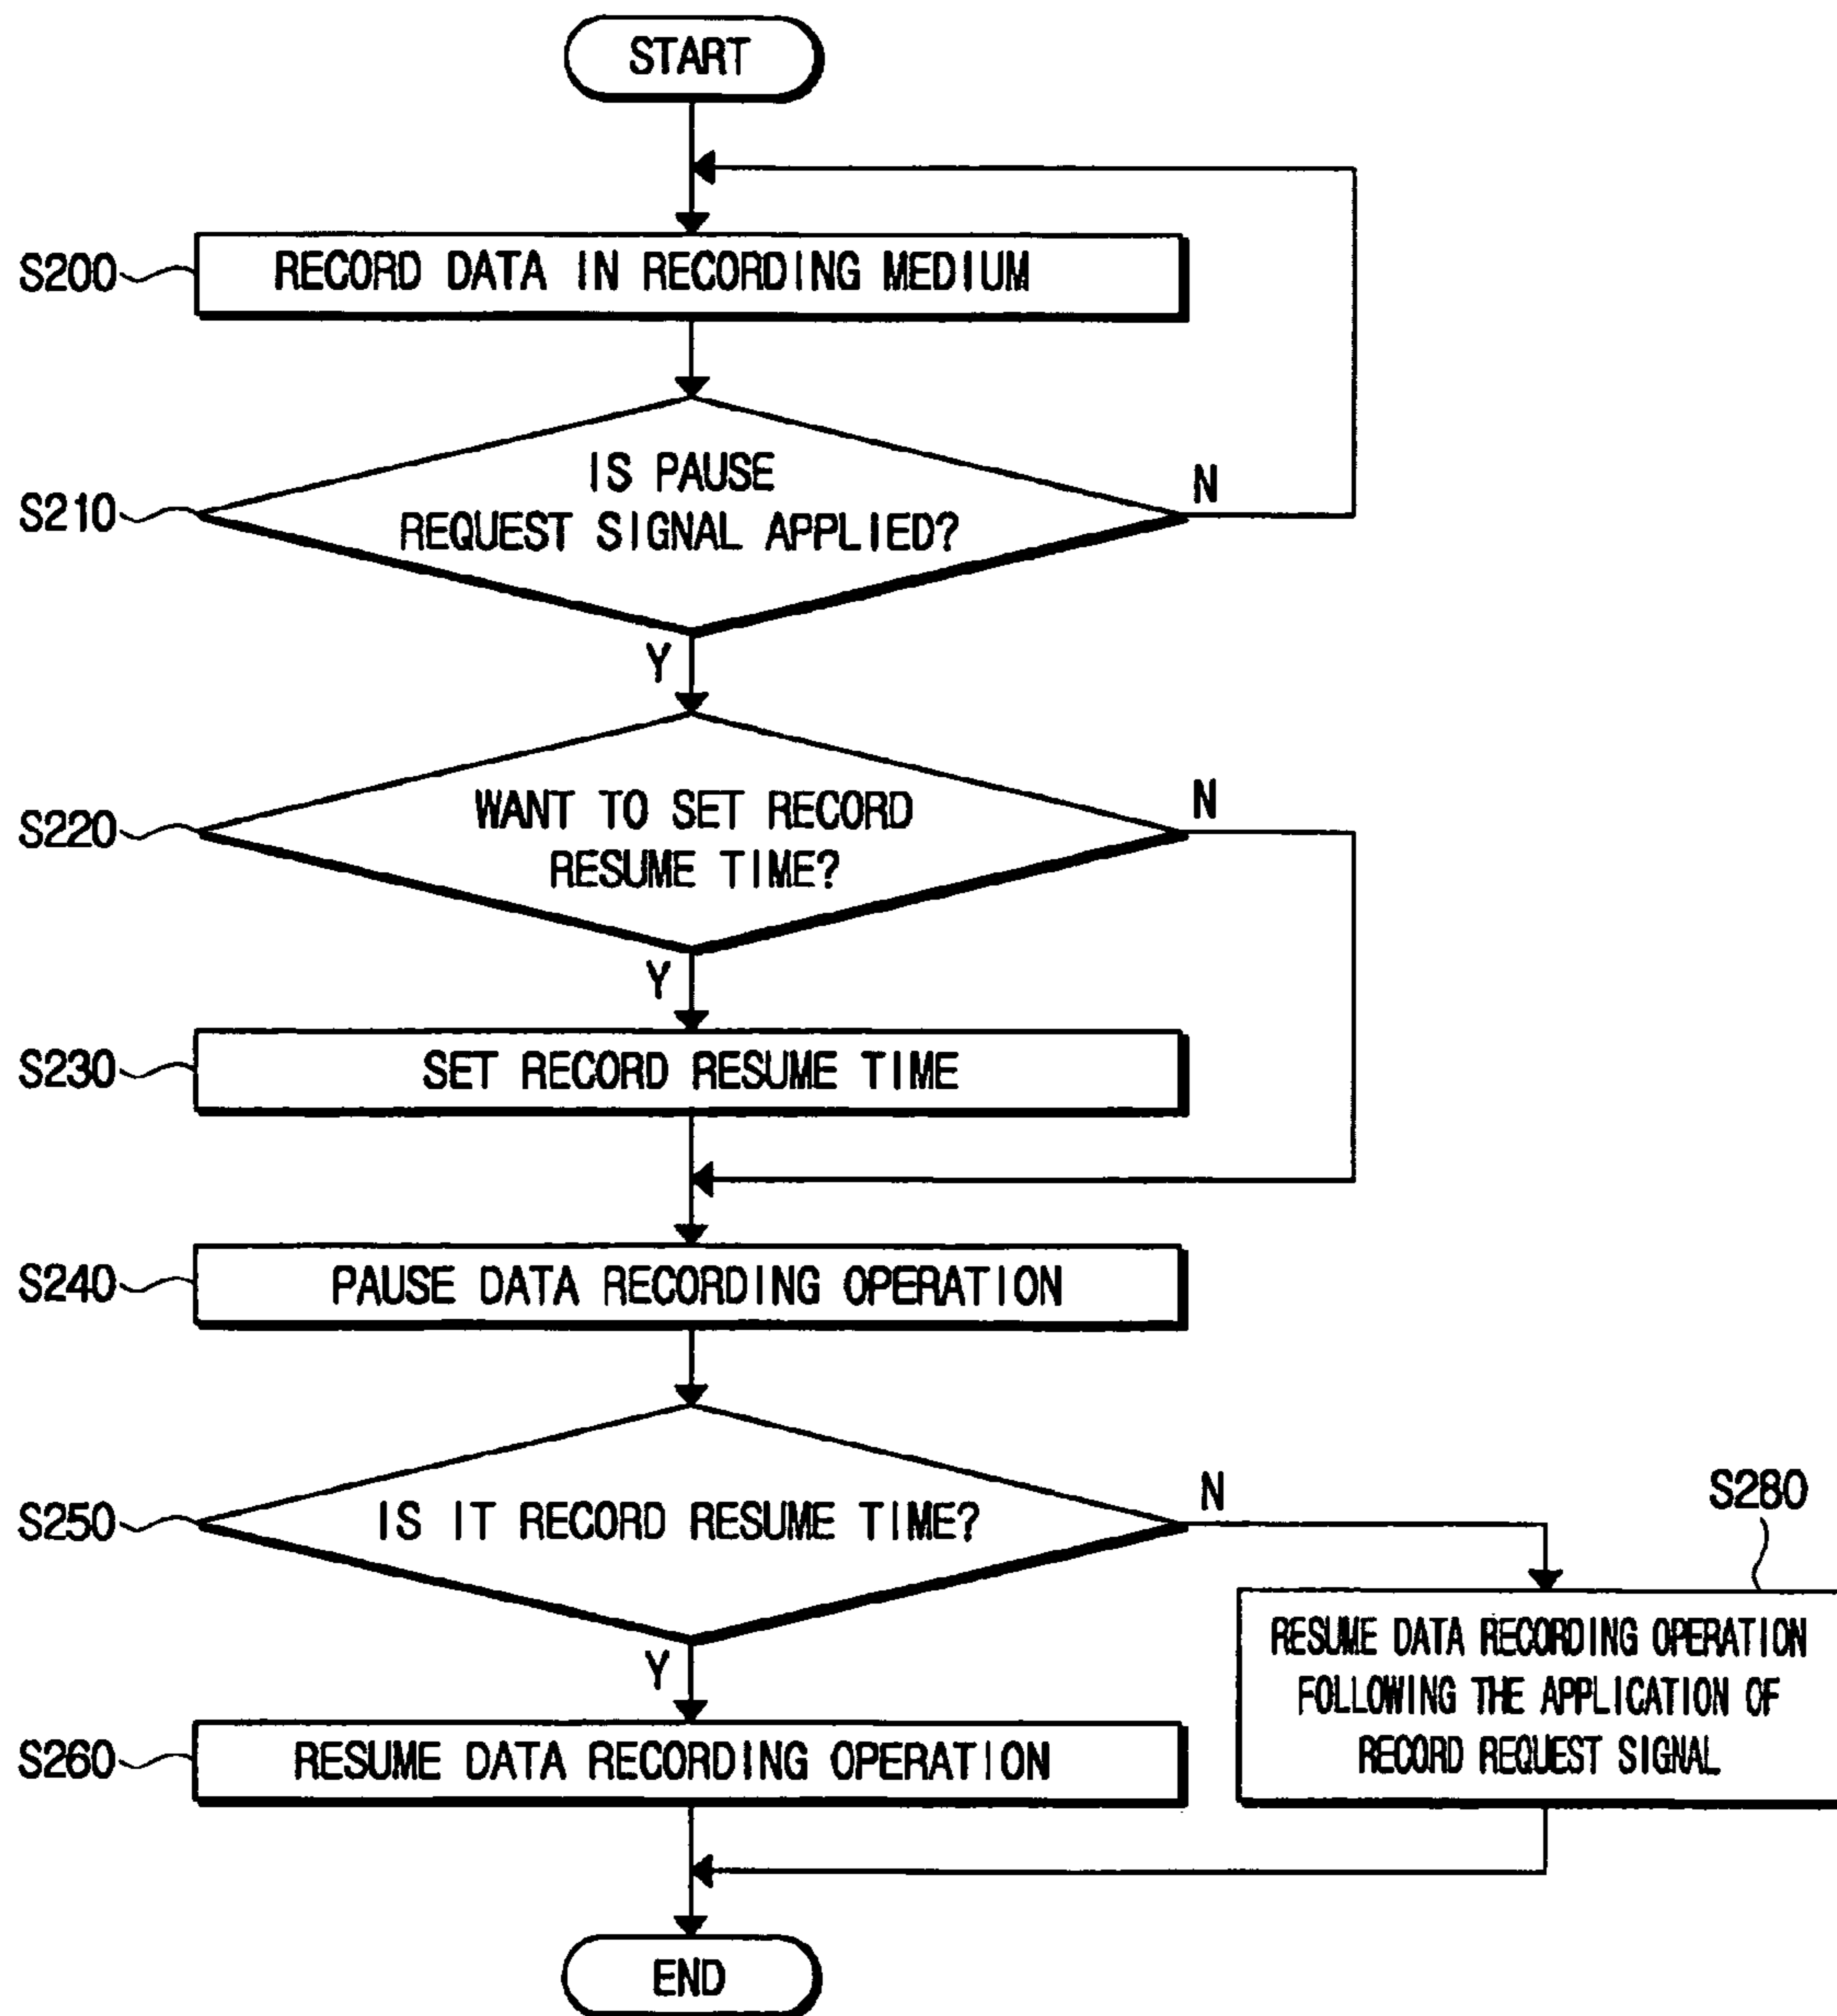 START
S200
RECORD DATA IN RECORDING MEDIUM
S210
IS PAUSE
REQUEST SIGNAL APPLIED?
N
Y
S220
WANT TO SET RECORD
RESUME TIME?
N
Y
S230
SET RECORD RESUME TIME
S240
PAUSE DATA RECORDING OPERATION
S250
IS IT RECORD RESUME TIME?
N
Y
S280
RESUME DATA RECORDING OPERATION
FOLLOWING THE APPLICATION OF
RECORD REQUEST SIGNAL
S260
RESUME DATA RECORDING OPERATION
END